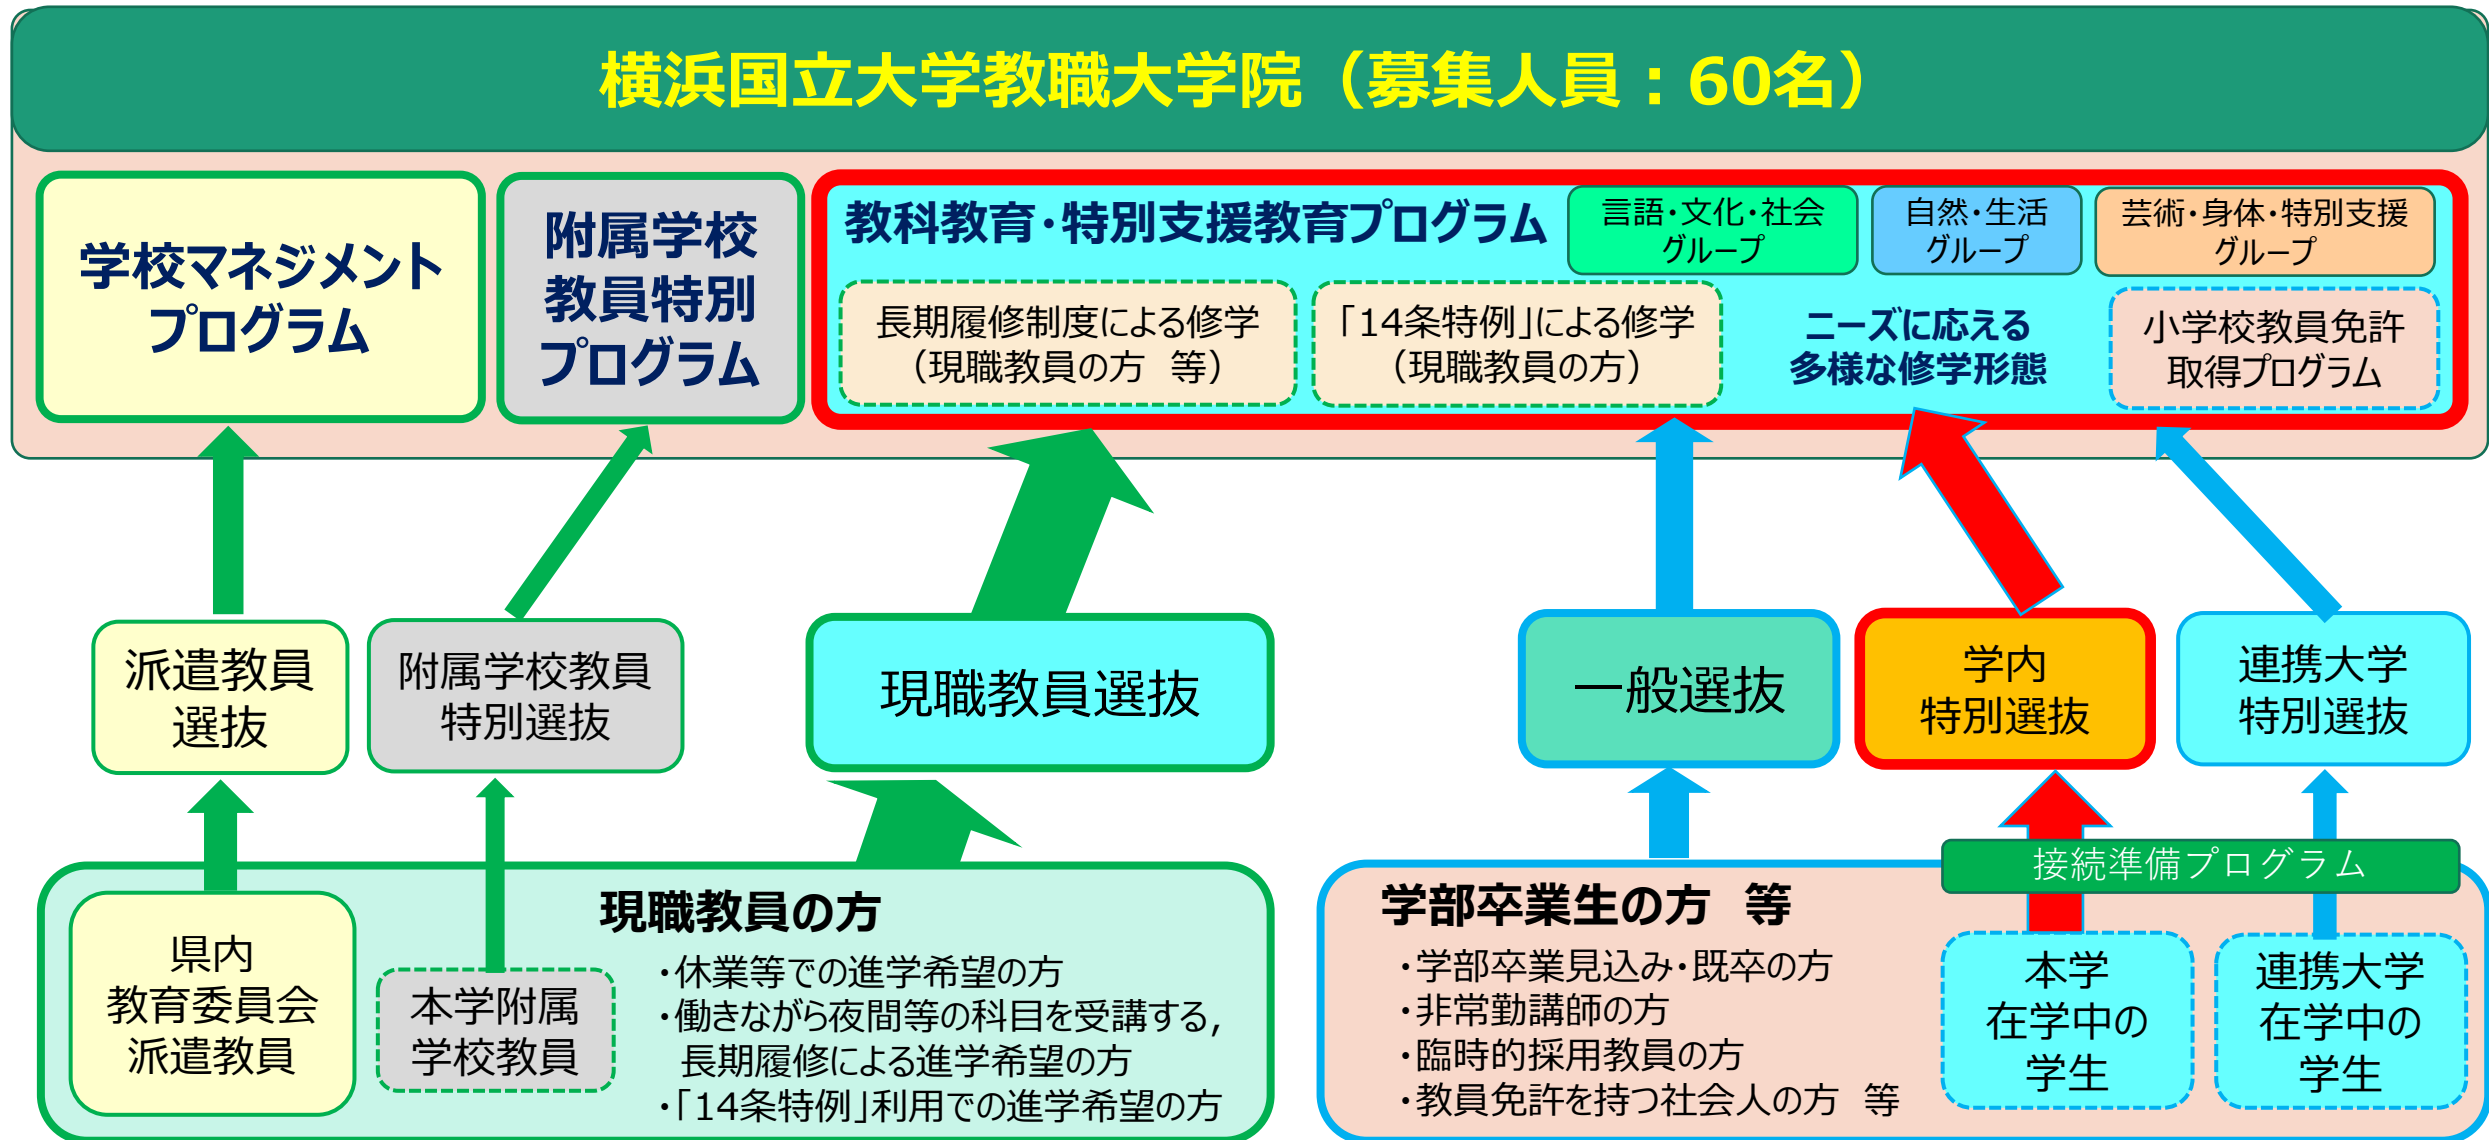 横浜国立大学教職大学院（募集人員：60名）
学校マネジメント
プログラム
附属学校
教員特別
プログラム
教科教育・特別支援教育プログラム
言語・文化・社会
グループ
自然・生活
グループ
芸術・身体・特別支援
グループ
長期履修制度による修学
（現職教員の方　等）
「14条特例」による修学
（現職教員の方）
ニーズに応える
多様な修学形態
小学校教員免許
取得プログラム
派遣教員
選抜
附属学校教員
特別選抜
現職教員選抜
一般選抜
学内
特別選抜
連携大学
特別選抜
接続準備プログラム
現職教員の方
県内
教育委員会
派遣教員
本学附属
学校教員
・休業等での進学希望の方
・働きながら夜間等の科目を受講する，
長期履修による進学希望の方
・「14条特例」利用での進学希望の方
学部卒業生の方　等
・学部卒業見込み・既卒の方
・非常勤講師の方
・臨時的採用教員の方
・教員免許を持つ社会人の方　等
本学
在学中の
学生
連携大学
在学中の
学生